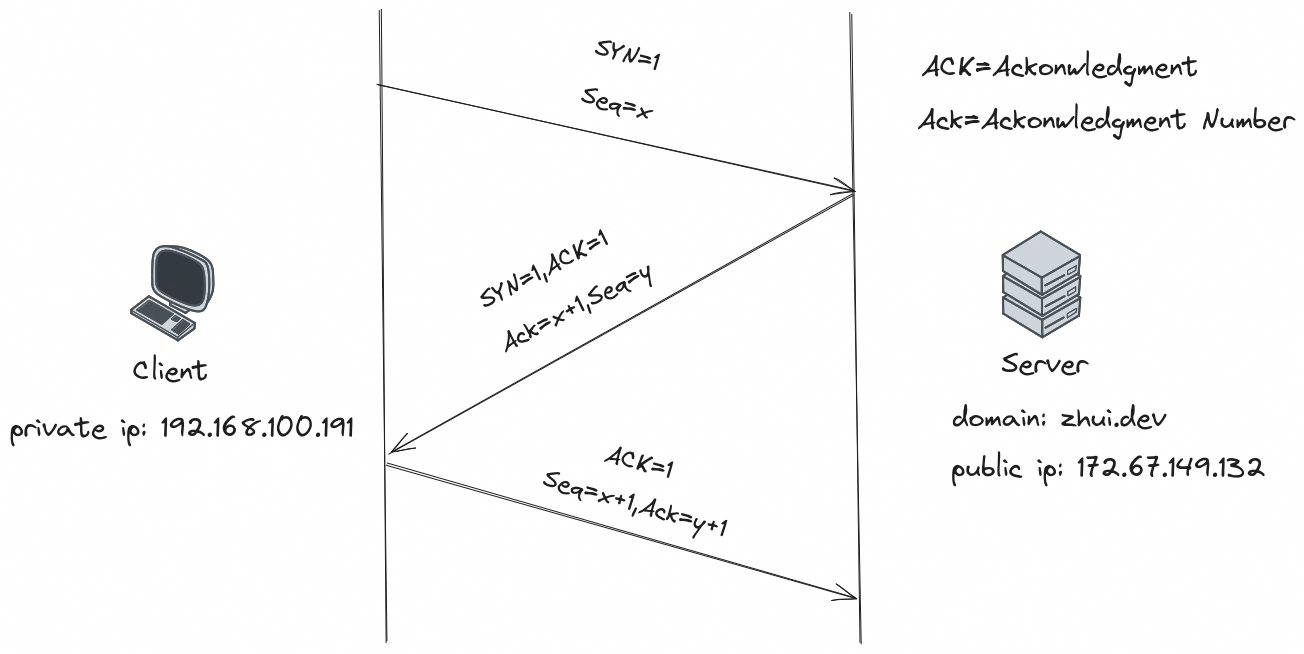 SYN=1
Seq=x
ACK=Ackonwledgment
Ack=Ackonwledgment Number
SYN=1,ACK=1
Ack=x+1,Seq=y
Client
private ip: 192.168.100.191
Server
domain: zhui.dev
public ip: 172.67.149.132
ACK=1
Seq=x+1,Ack=y+1